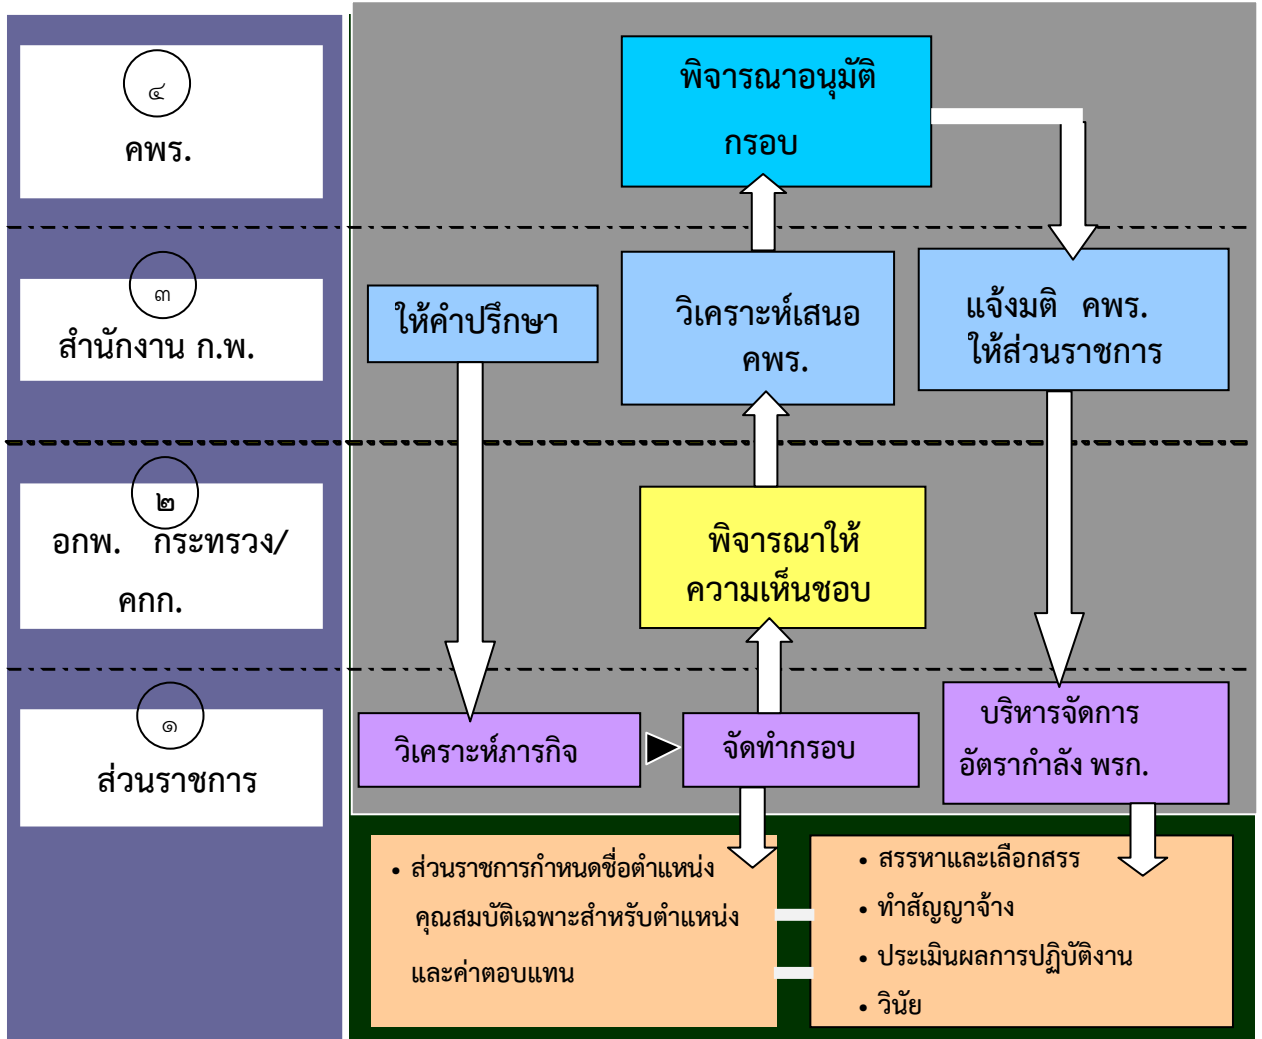 ๔
คพร.
พิจารณาอนุมัติ
กรอบ
๓
สำนักงาน ก.พ.
ให้คำปรึกษา
วิเคราะห์เสนอ
คพร.
แจ้งมติ คพร.
ให้ส่วนราชการ
๒
อกพ. กระทรวง/
คกก.
พิจารณาให้
ความเห็นชอบ
๑
ส่วนราชการ
วิเคราะห์ภารกิจ
จัดทำกรอบ
บริหารจัดการ
อัตรากำลัง พรก.
• ส่วนราชการกำหนดชื่อตำแหน่ง
คุณสมบัติเฉพาะสำหรับตำแหน่ง
และค่าตอบแทน
• สรรหาและเลือกสรร
• ทำสัญญาจ้าง
• ประเมินผลการปฏิบัติงาน
• วินัย